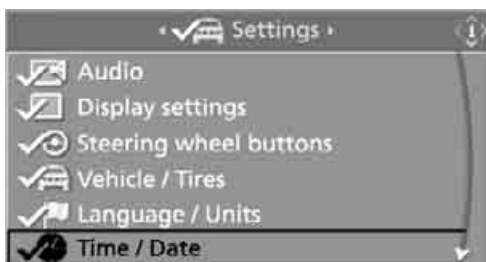 Settings
Audio
Display settings
Steering wheel buttons
Vehicle / Tires
Language / Units
Time / Date